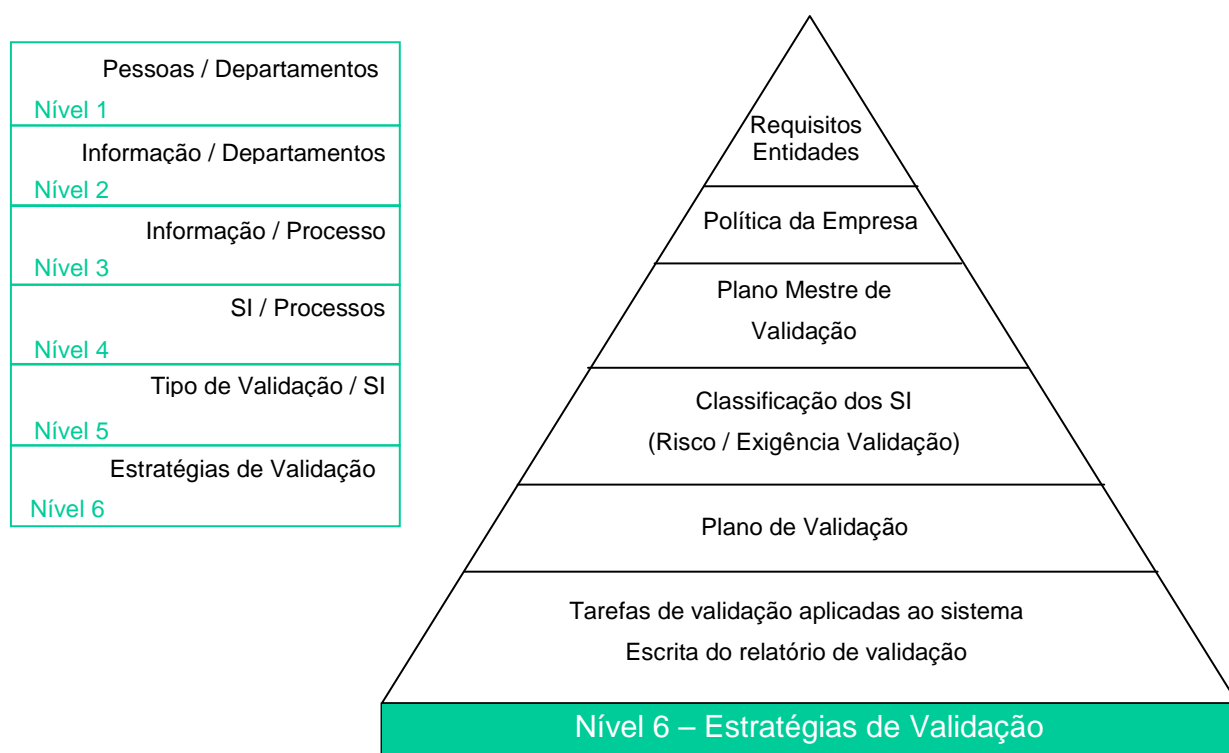 Pessoas / Departamentos
Nível 1
Informação / Departamentos
Nível 2
Informação / Processo
Nível 3
SI / Processos
Nível 4
Tipo de Validação / SI
Nível 5
Estratégias de Validação
Nível 6
Requisitos
Entidades
Política da Empresa
Plano Mestre de
Validação
Classificação dos SI
(Risco / Exigência Validação)
Plano de Validação
Tarefas de validação aplicadas ao sistema
Escrita do relatório de validação
Nível 6 – Estratégias de Validação